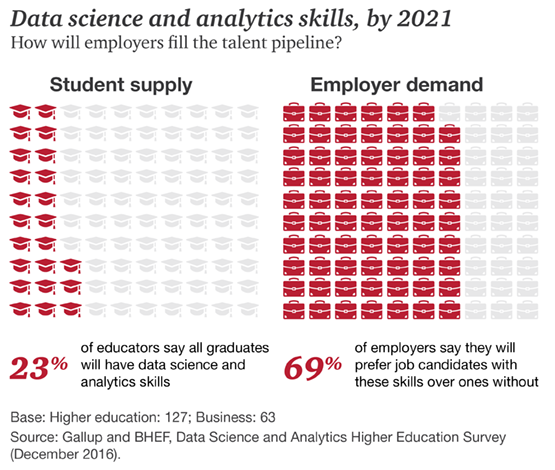 Data science and analytics skills, by 2021
How will employers fill the talent pipeline?
Student supply
Employer demand
23%
of educators say all graduates
will have data science and
analytics skills
69%
of employers say they will
prefer job candidates with
these skills over ones without
Base: Higher education: 127; Business: 63
Source: Gallup and BHEF, Data Science and Analytics Higher Education Survey
(December 2016).